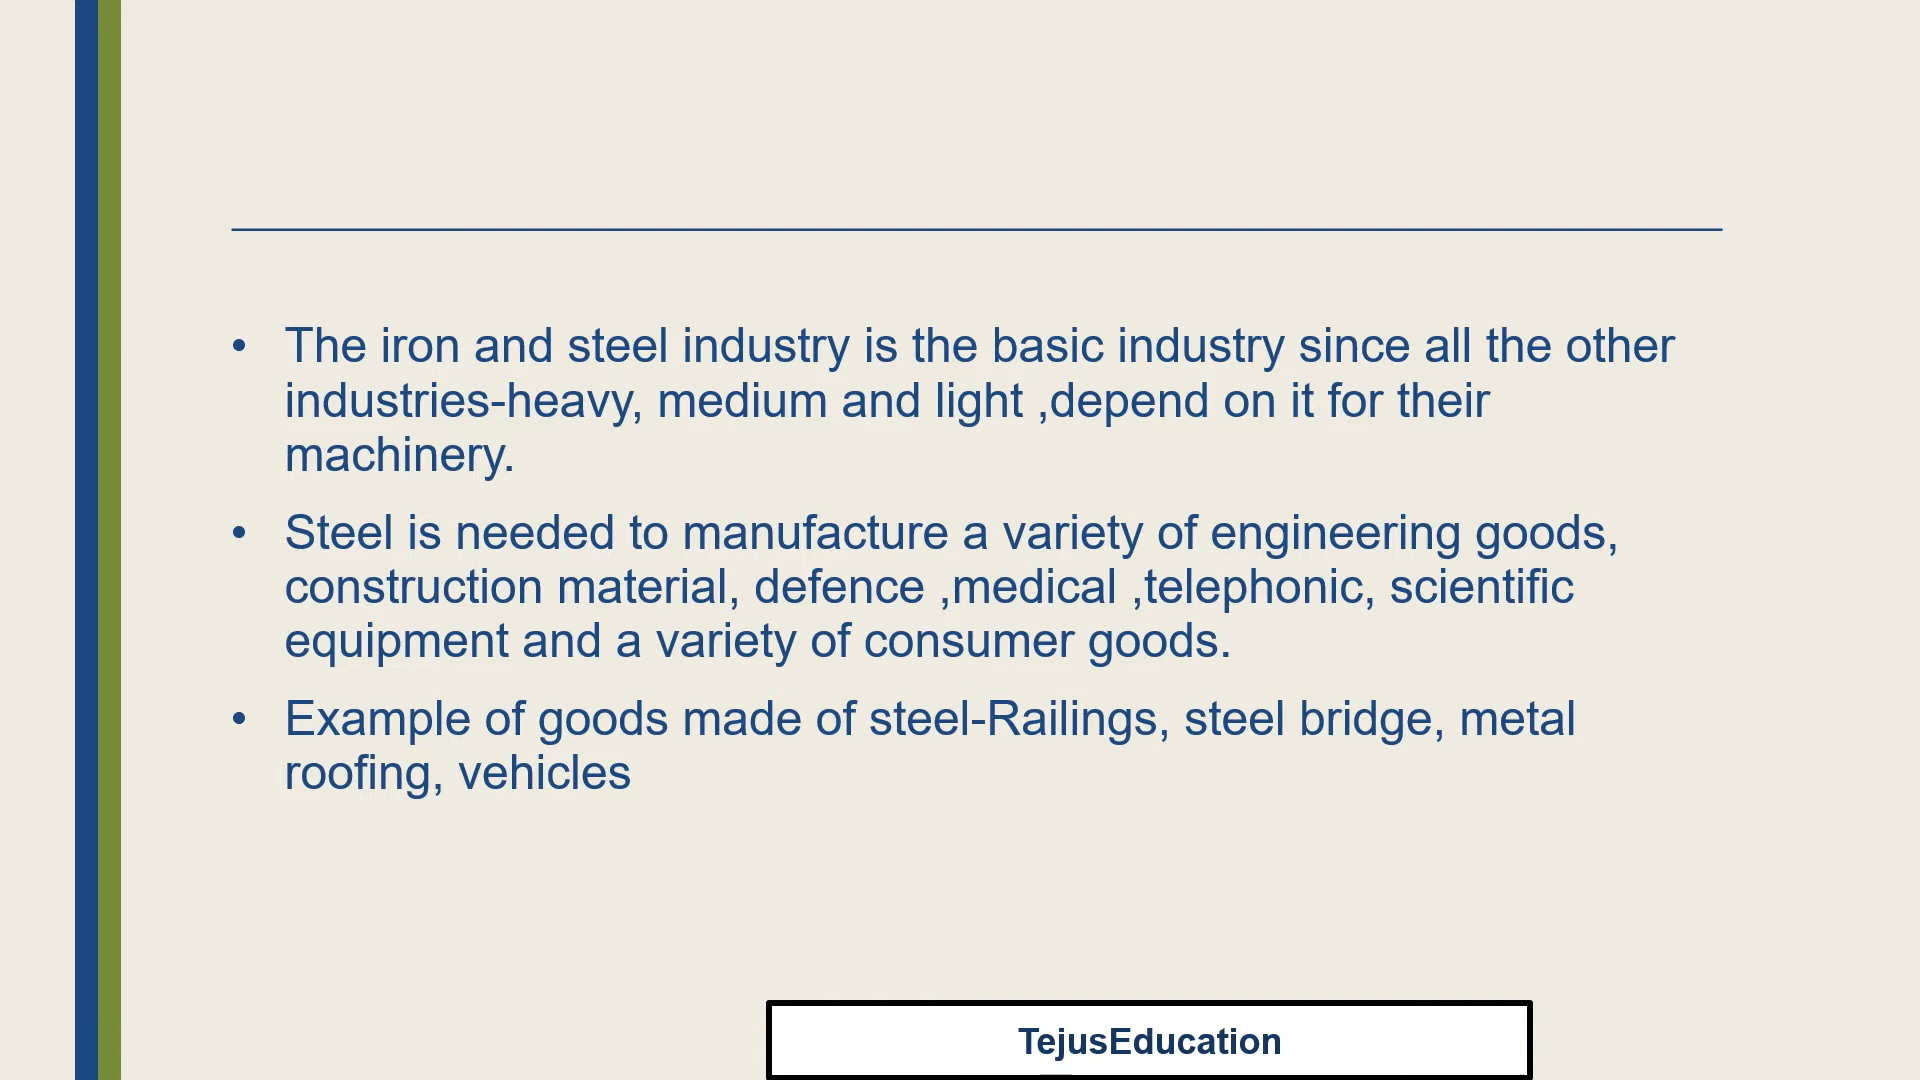 • The iron and steel industry is the basic industry since all the other
industries-heavy, medium and light ,depend on it for their
machinery.
• Steel is needed to manufacture a variety of engineering goods,
construction material, defence ,medical ,telephonic, scientific
equipment and a variety of consumer goods.
• Example of goods made of steel-Railings, steel bridge, metal
roofing, vehicles
TejusEducation